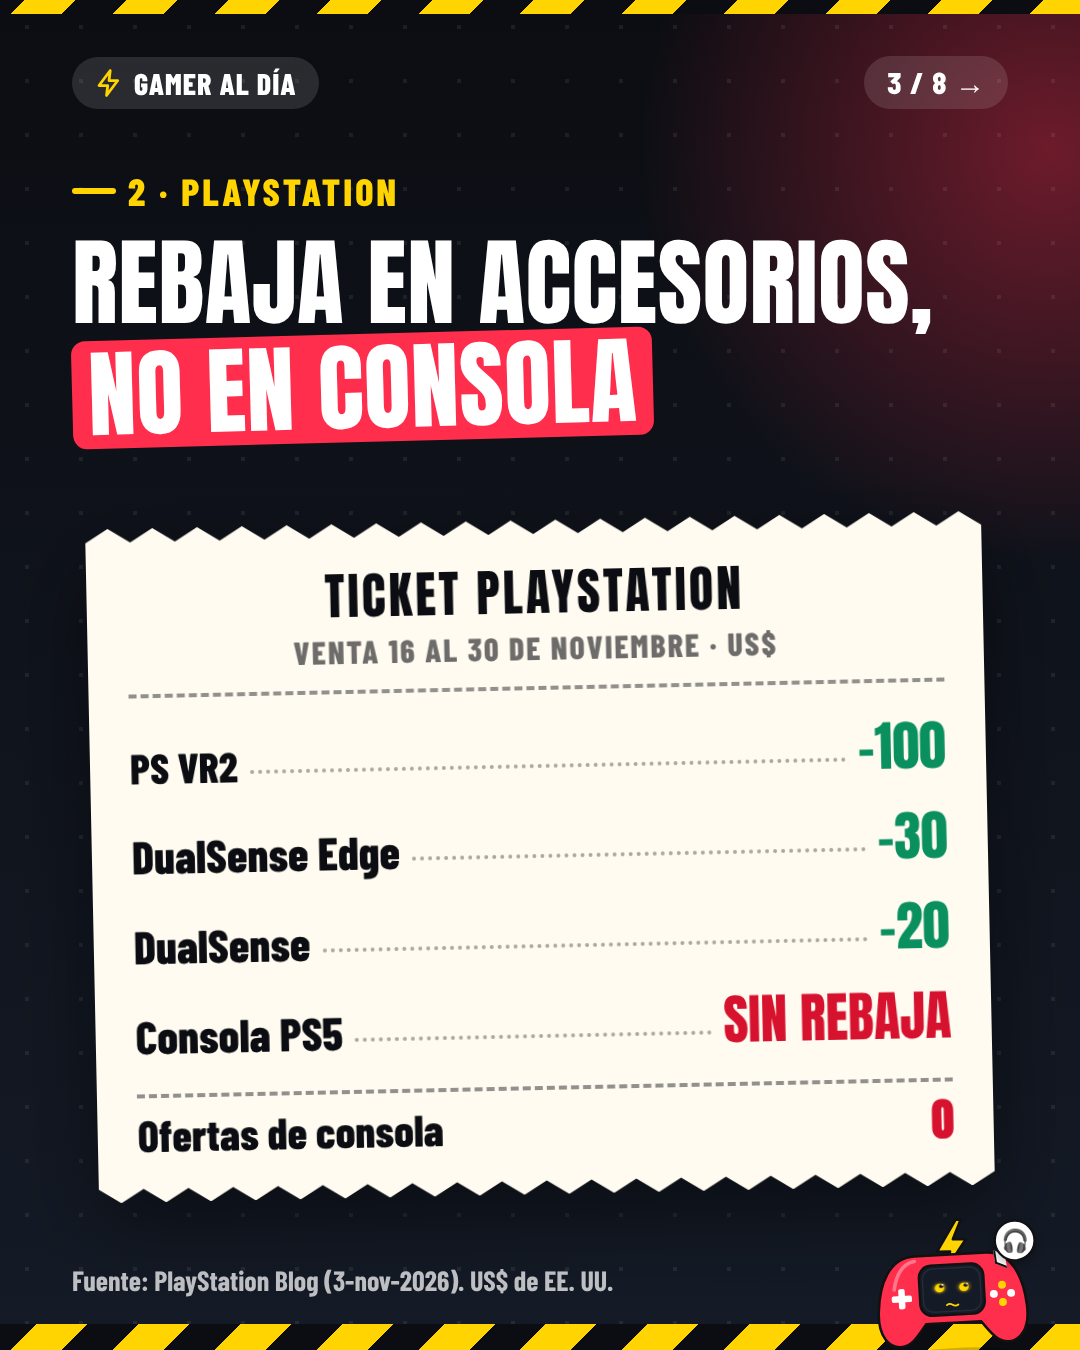 GAMER AL DÍA
3 / 8 →
2 · PLAYSTATION
REBAJA EN ACCESORIOS,
NO EN CONSOLA
TICKET PLAYSTATION
VENTA 16 AL 30 DE NOVIEMBRE · US$
PS VR2 -100
DualSense Edge -30
DualSense -20
Consola PS5 SIN REBAJA
Ofertas de consola 0
Fuente: PlayStation Blog (3-nov-2026). US$ de EE. UU.